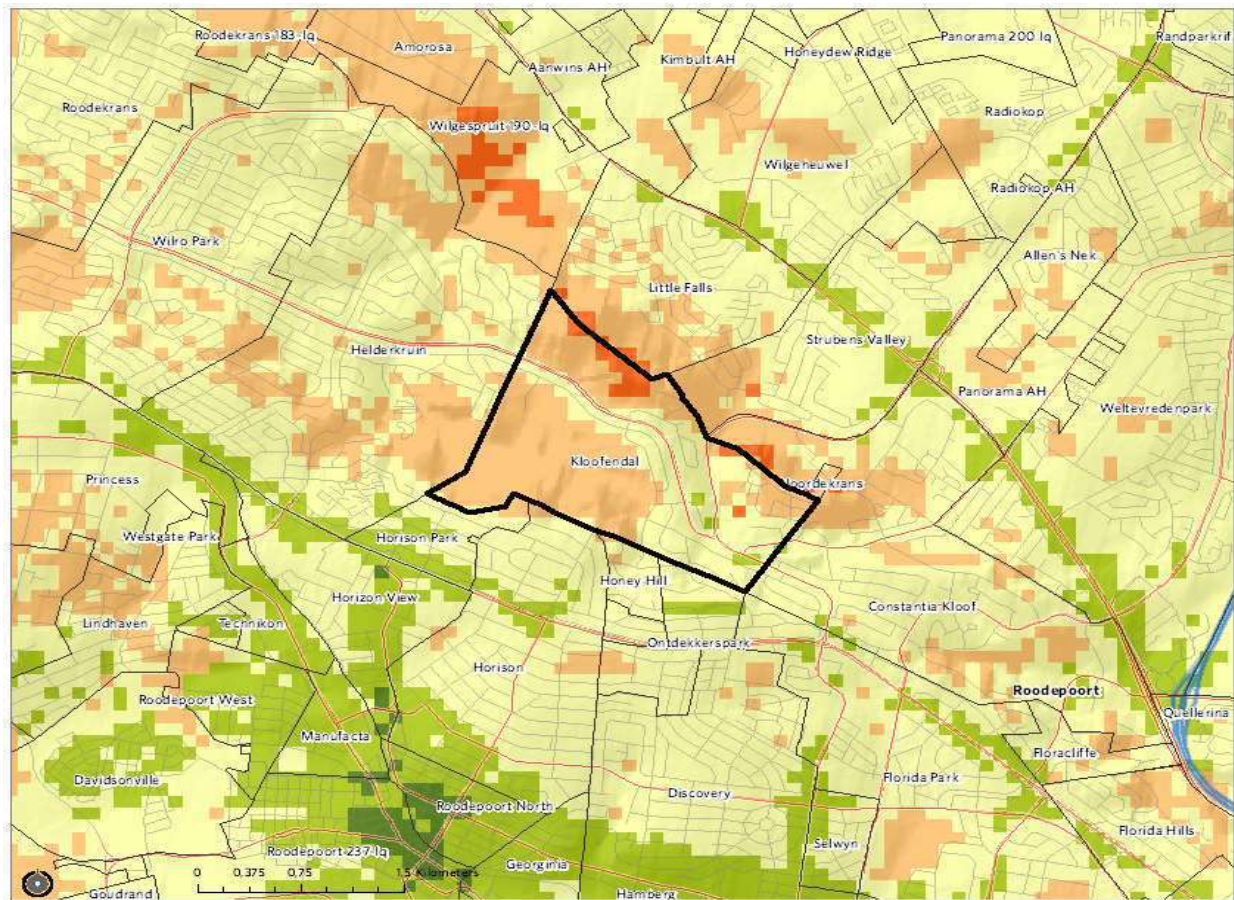 Roodekrans 183-Iq
Amorosa
Aanwins AH
Kimbult AH
Honeydew Ridge
Panorama 200 Iq
Randparkrif
Roodekrans
Wilgespruit 190-Iq
Radiokop
Wilgeheuwel
Radiokop AH
Wilro Park
Allen's Nek
Little Falls
Helderkruin
Strubens Valley
Panorama AH
Weltevredenpark
Kloofendal
Princess
Noordekrans
Westgate Park
Horison Park
Honey Hill
Horizon View
Constantia Kloof
Lindhaven
Technikon
Ontdekkerspark
Horison
Roodepoort
Roodepoort West
Quellerina
Manufacta
Floracliffe
Davidsonville
Florida Park
Discovery
Roodepoort North
Florida Hills
Selwyn
Roodepoort 237-Iq
Georginia
0 0.375 0.75 1.5 Kilometers
Goudrand
Hamberg